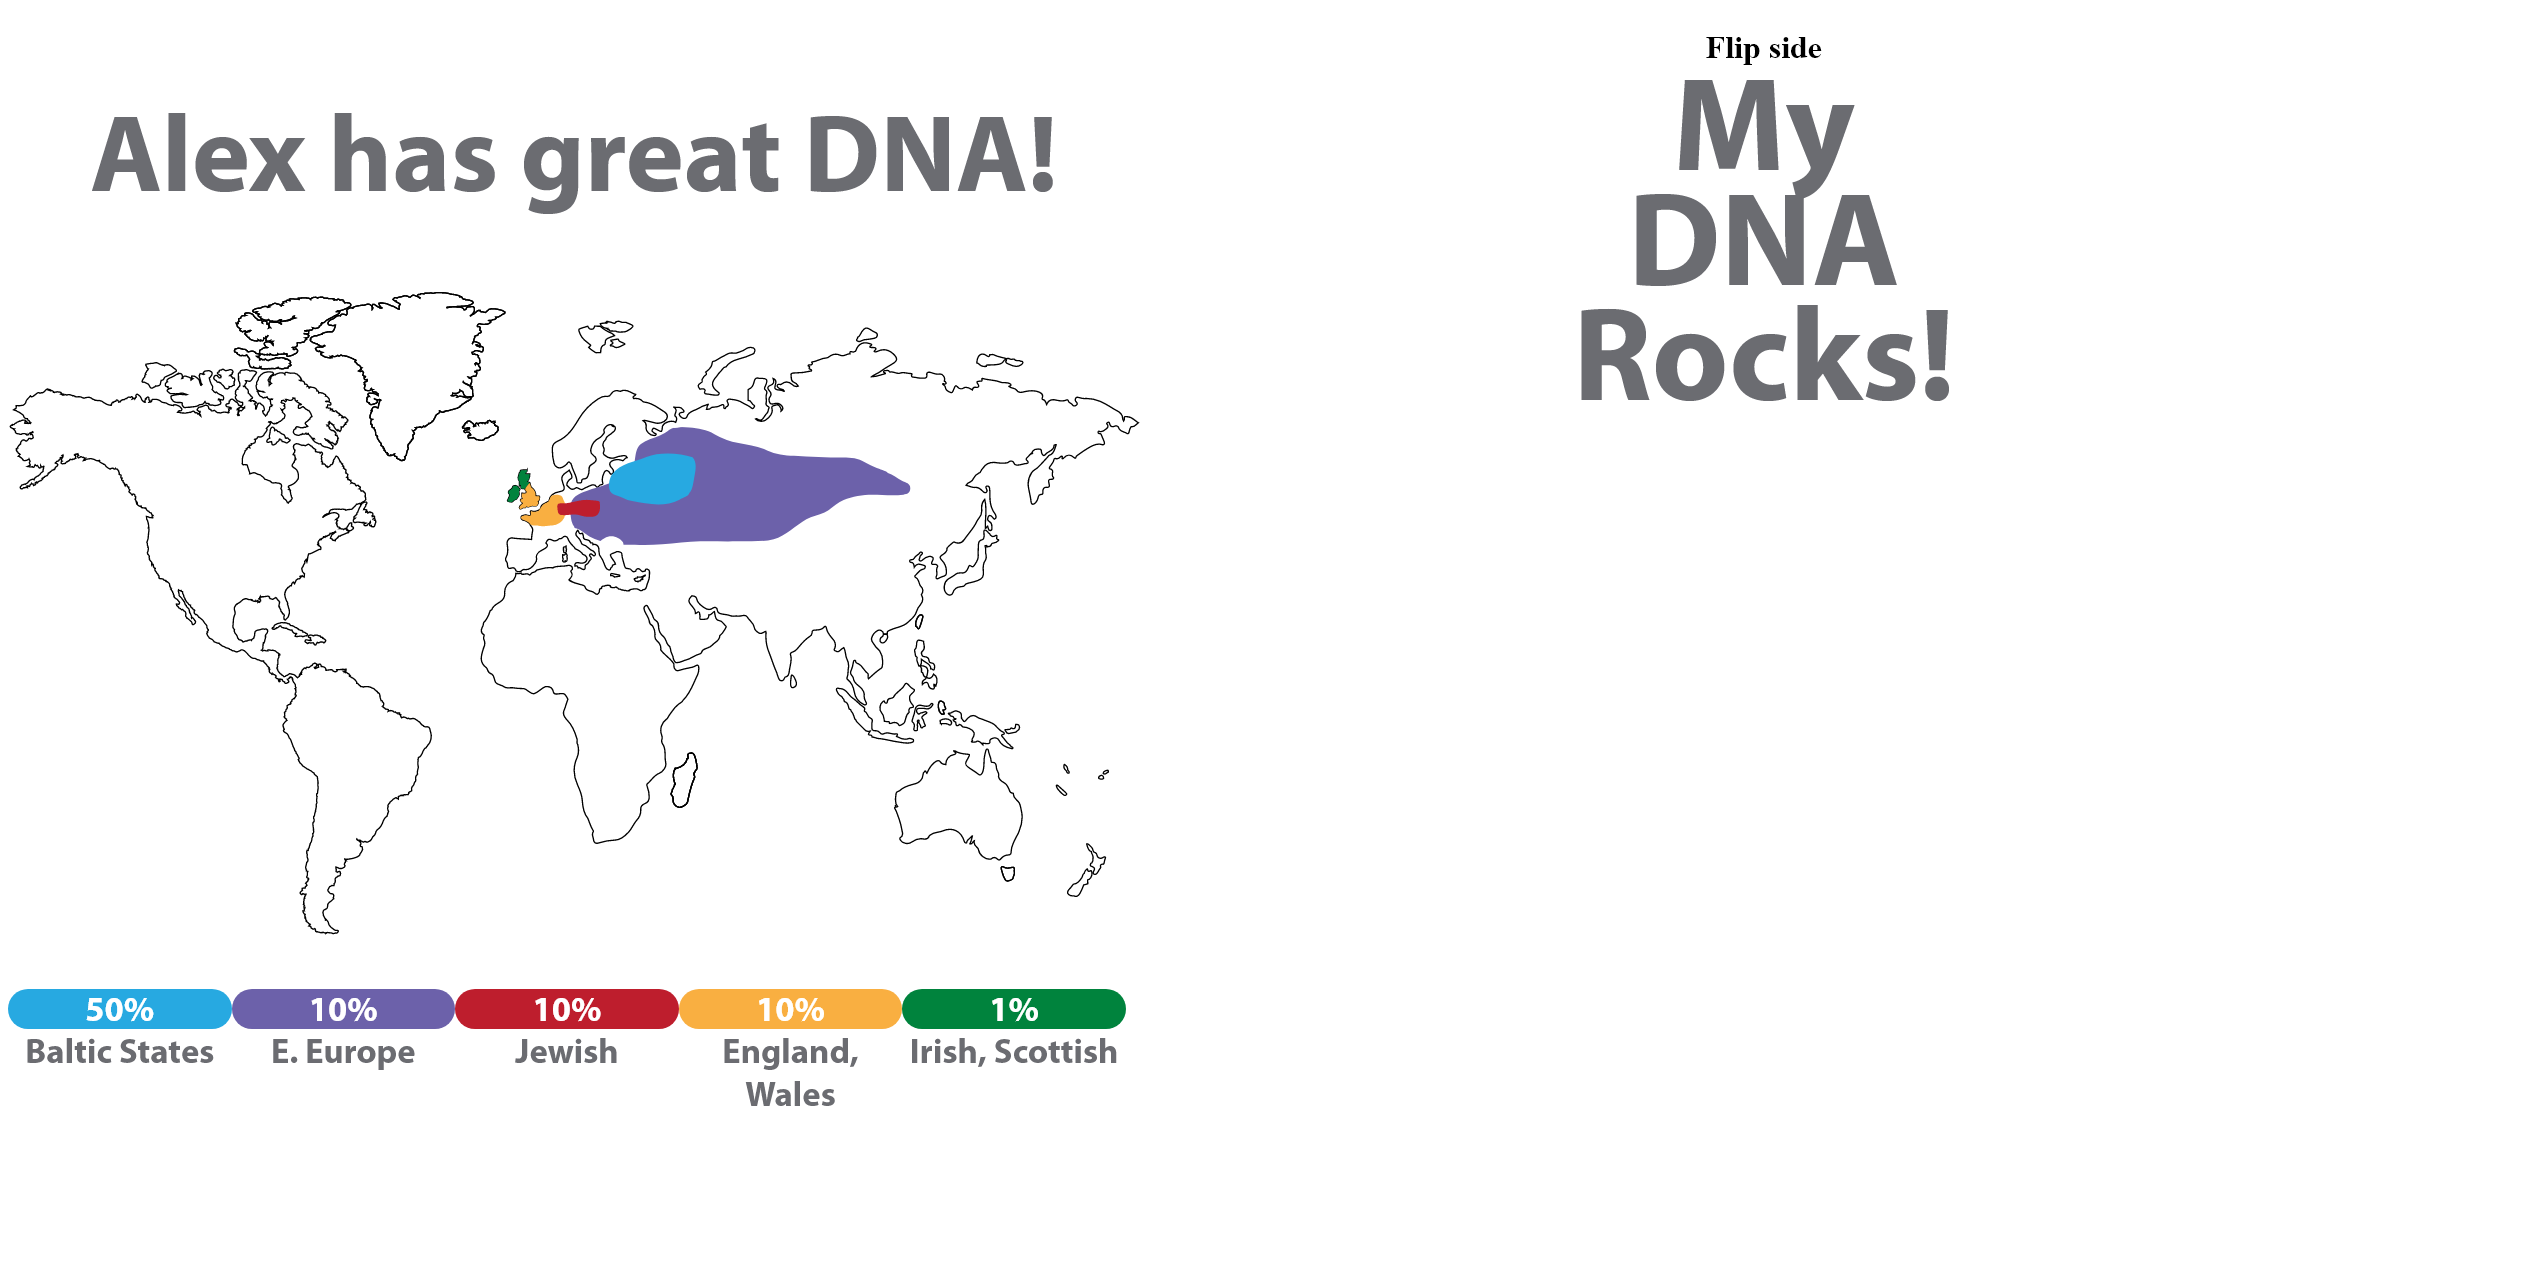 Alex has great DNA!
50%
10%
10%
10%
1%
Baltic States
E. Europe
Jewish
England,
Wales
Irish, Scottish
Flip side
My
DNA
Rocks!